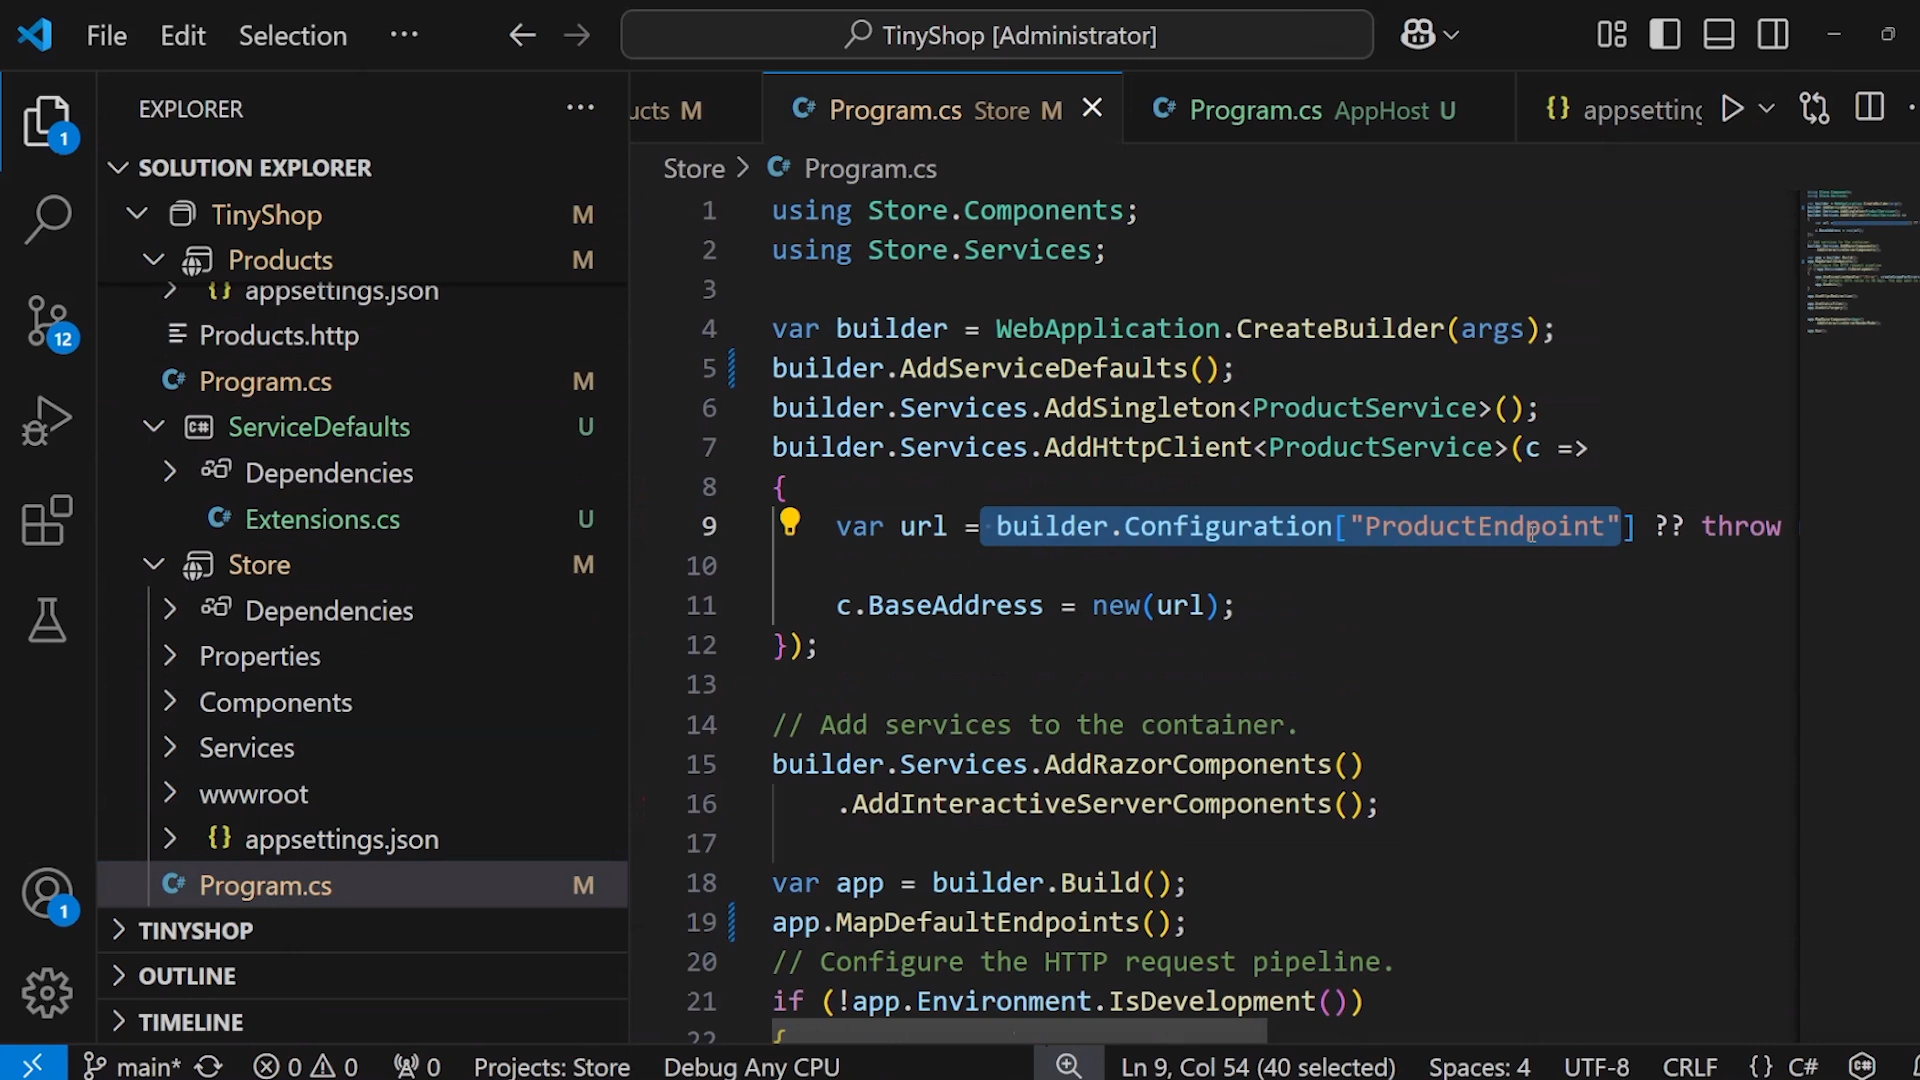 File Edit Selection ··· TinyShop [Administrator]
EXPLORER ···
SOLUTION EXPLORER
TinyShop M
Products M
appsettings.json
Products.http
Program.cs M
ServiceDefaults U
Dependencies
Extensions.cs U
Store M
Dependencies
Properties
Components
Services
wwwroot
appsettings.json
Program.cs M
TINYSHOP
OUTLINE
TIMELINE
1
12
1
ucts M Program.cs Store M Program.cs AppHost U {} appsetting
Store > Program.cs
1 using Store.Components;
2 using Store.Services;
3
4 var builder = WebApplication.CreateBuilder(args);
5 builder.AddServiceDefaults();
6 builder.Services.AddSingleton<ProductService>();
7 builder.Services.AddHttpClient<ProductService>(c =>
8 {
9 var url = builder.Configuration["ProductEndpoint"] ?? throw
10
11 c.BaseAddress = new(url);
12 });
13
14 // Add services to the container.
15 builder.Services.AddRazorComponents()
16 .AddInteractiveServerComponents();
17
18 var app = builder.Build();
19 app.MapDefaultEndpoints();
20 // Configure the HTTP request pipeline.
21 if (!app.Environment.IsDevelopment())
22 {
main* 0 0 0 Projects: Store Debug Any CPU Ln 9, Col 54 (40 selected) Spaces: 4 UTF-8 CRLF {} C#